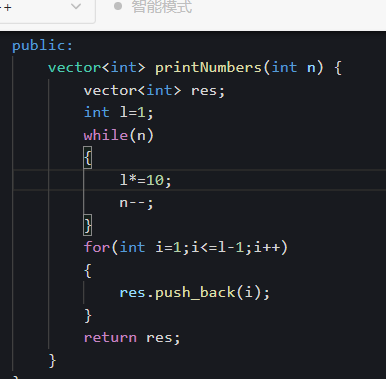 ++
智能模式
public:
vector<int> printNumbers(int n) {
vector<int> res;
int l=1;
while(n)
{
l*=10;
n--;
}
for(int i=1;i<=l-1;i++)
{
res.push_back(i);
}
return res;
}